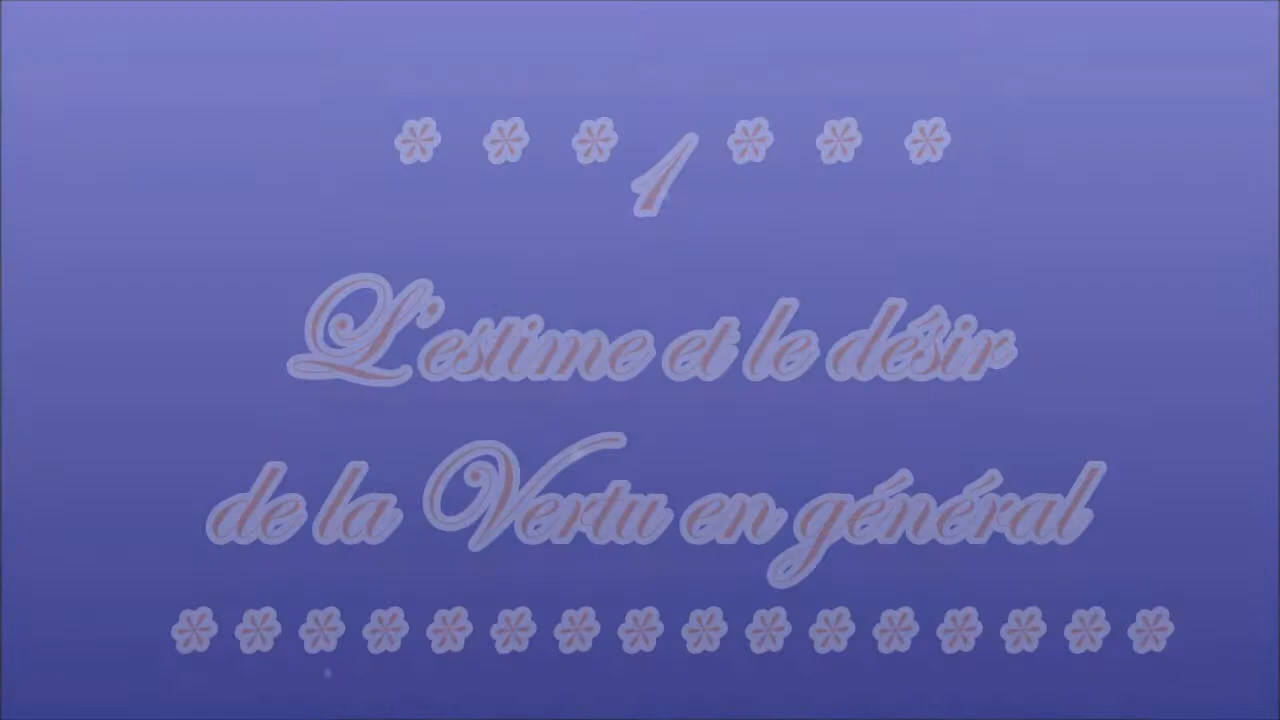 * * * 1 * * *
L'estime et le désir
de la Vertu en général
* * * * * * * * * * * * * * * *